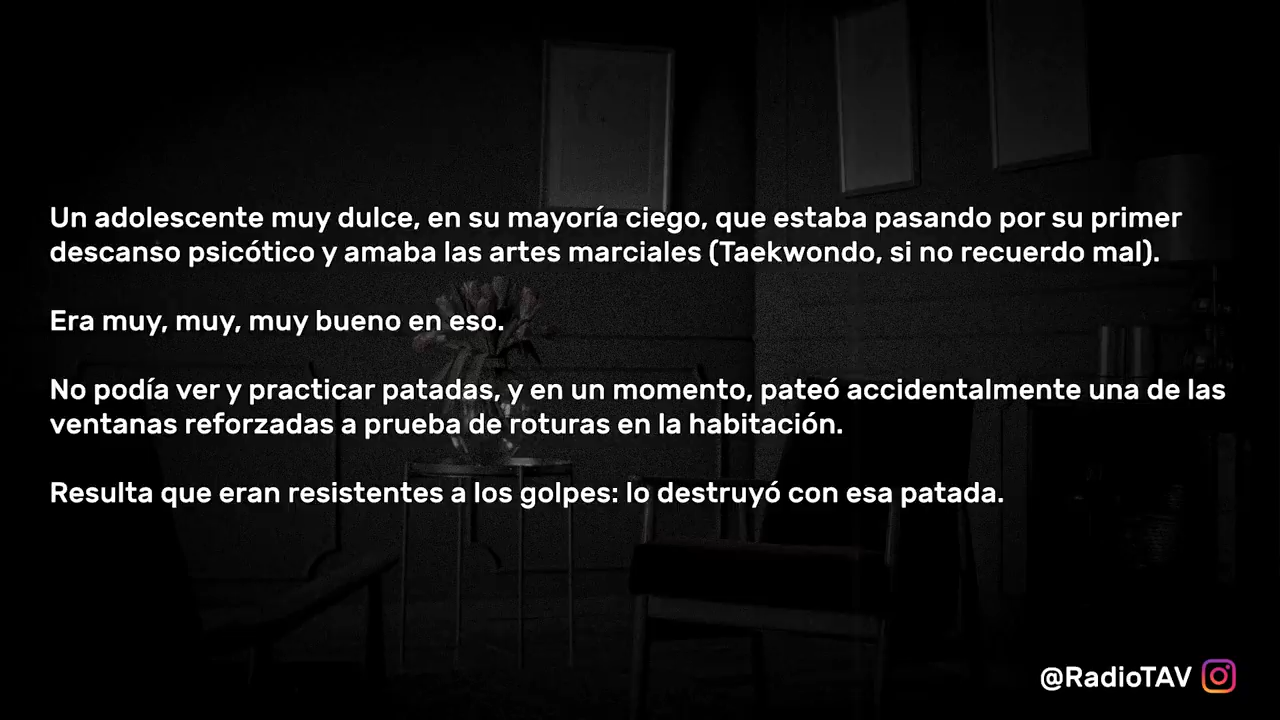 Un adolescente muy dulce, en su mayoría ciego, que estaba pasando por su primer
descanso psicótico y amaba las artes marciales (Taekwondo, si no recuerdo mal).
Era muy, muy, muy bueno en eso.
No podía ver y practicar patadas, y en un momento, pateó accidentalmente una de las
ventanas reforzadas a prueba de roturas en la habitación.
Resulta que eran resistentes a los golpes: lo destruyó con esa patada.
@RadioTAV